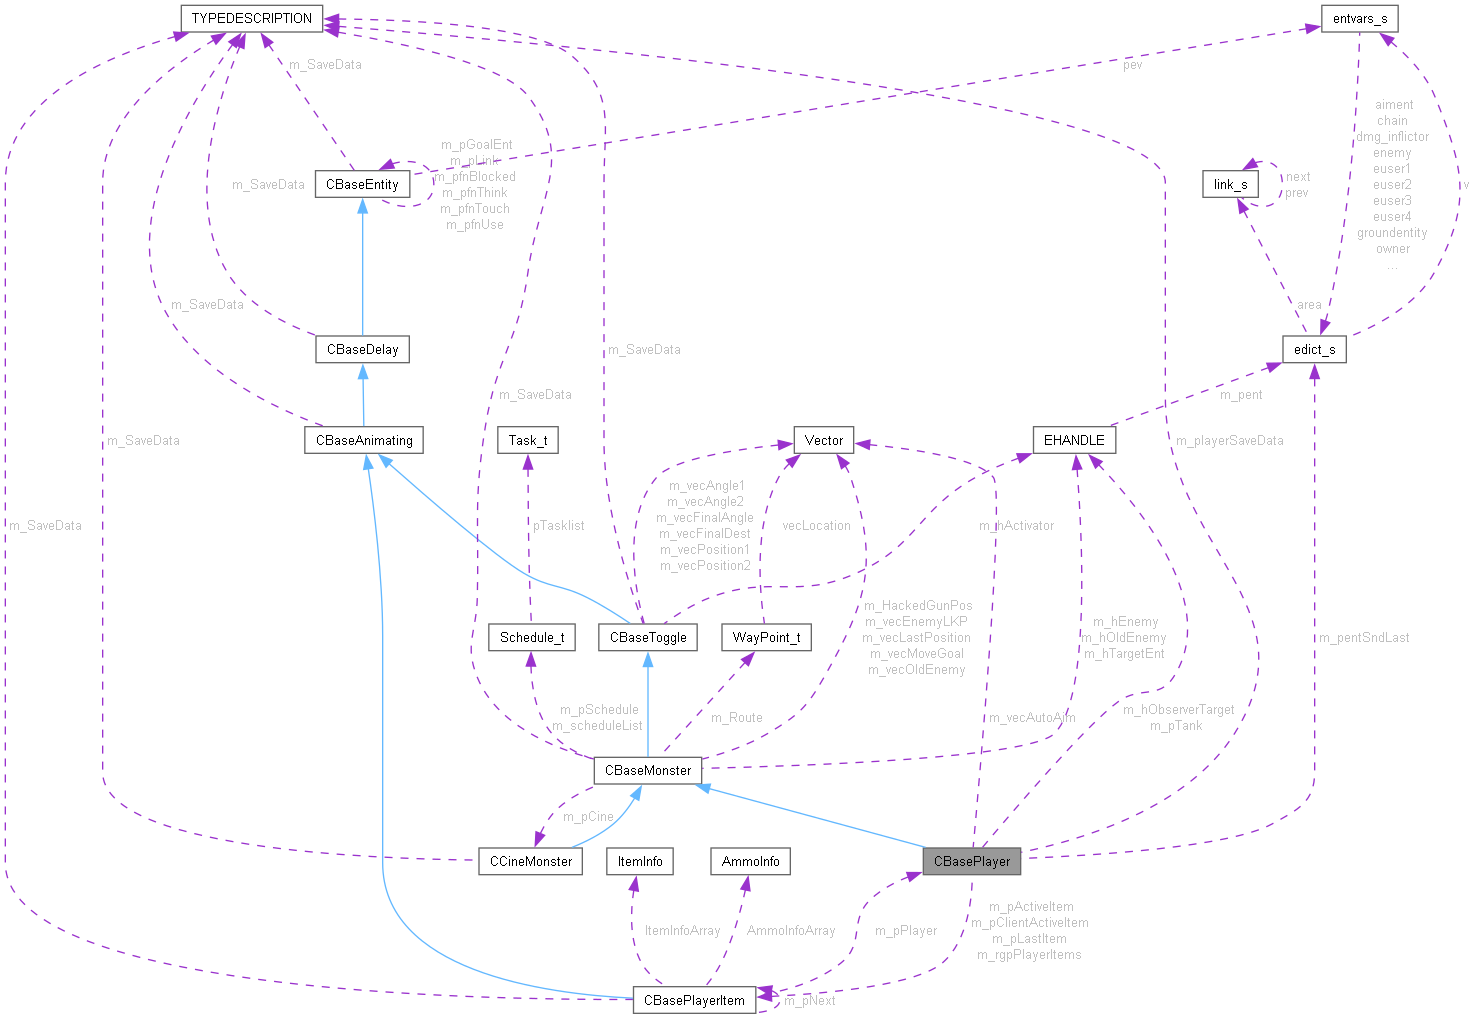 TYPEDESCRIPTION
entvars_s
m_SaveData
pev
aiment
chain
dmg_inflictor
enemy
euser1
euser2
euser3
euser4
groundentity
owner
...
v
m_pGoalEnt
m_pLink
m_pfnBlocked
m_pfnThink
m_pfnTouch
m_pfnUse
CBaseEntity
link_s
next
prev
m_SaveData
m_SaveData
area
CBaseDelay
edict_s
m_SaveData
m_SaveData
m_pent
m_SaveData
CBaseAnimating
Task_t
Vector
EHANDLE
m_playerSaveData
m_SaveData
pTasklist
m_vecAngle1
m_vecAngle2
m_vecFinalAngle
m_vecFinalDest
m_vecPosition1
m_vecPosition2
vecLocation
m_hActivator
Schedule_t
CBaseToggle
WayPoint_t
m_HackedGunPos
m_vecEnemyLKP
m_vecLastPosition
m_vecMoveGoal
m_vecOldEnemy
m_hEnemy
m_hOldEnemy
m_hTargetEnt
m_pentSndLast
m_pSchedule
m_scheduleList
m_Route
m_vecAutoAim
m_hObserverTarget
m_pTank
CBaseMonster
m_pCine
CCineMonster
ItemInfo
AmmoInfo
CBasePlayer
ItemInfoArray
AmmoInfoArray
m_pPlayer
m_pActiveItem
m_pClientActiveItem
m_pLastItem
m_rgpPlayerItems
CBasePlayerItem
m_pNext